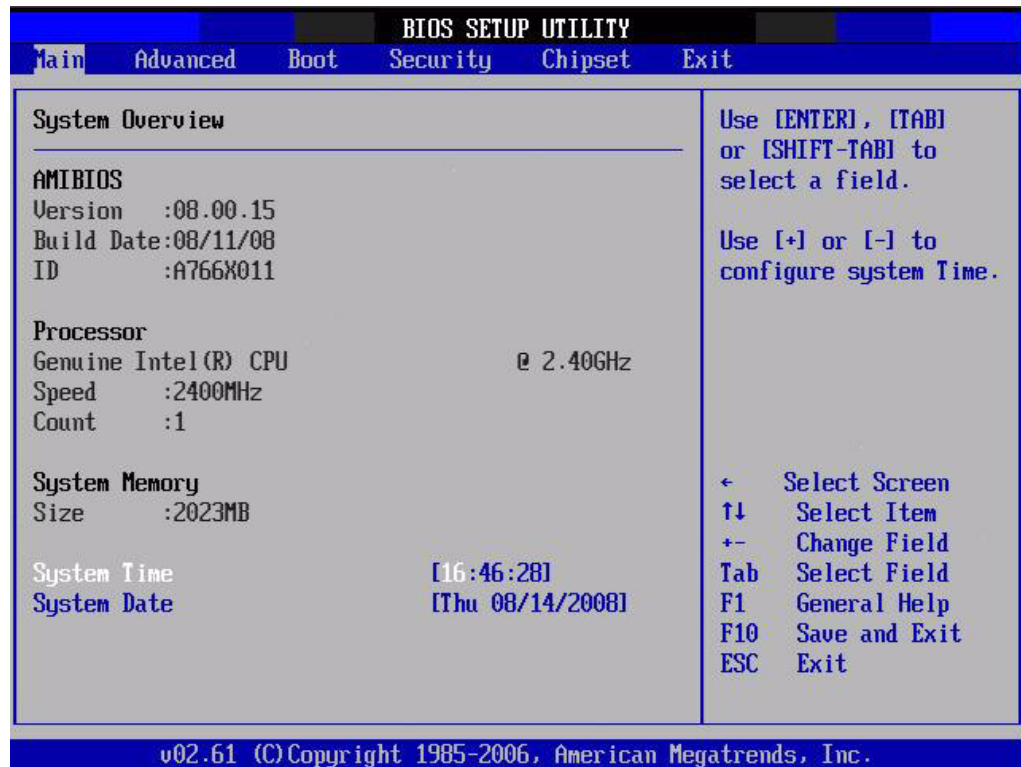 BIOS SETUP UTILITY
Main Advanced Boot Security Chipset Exit
System Overview
AMIBIOS
Version :08.00.15
Build Date:08/11/08
ID :A766X011
Processor
Genuine Intel(R) CPU @ 2.40GHz
Speed :2400MHz
Count :1
System Memory
Size :2023MB
System Time [16:46:28]
System Date [Thu 08/14/2008]
Use [ENTER], [TAB]
or [SHIFT-TAB] to
select a field.
Use [+] or [-] to
configure system Time.
← Select Screen
↑↓ Select Item
+- Change Field
Tab Select Field
F1 General Help
F10 Save and Exit
ESC Exit
v02.61 (C)Copyright 1985-2006, American Megatrends, Inc.